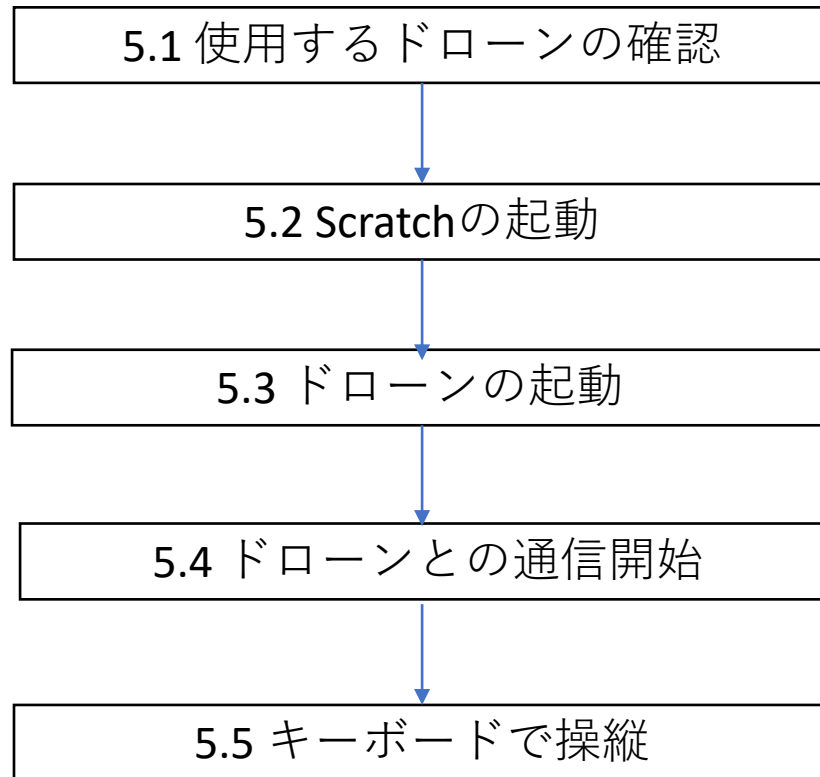 5.1 使用するドローンの確認
5.2 Scratchの起動
5.3 ドローンの起動
5.4 ドローンとの通信開始
5.5 キーボードで操縦